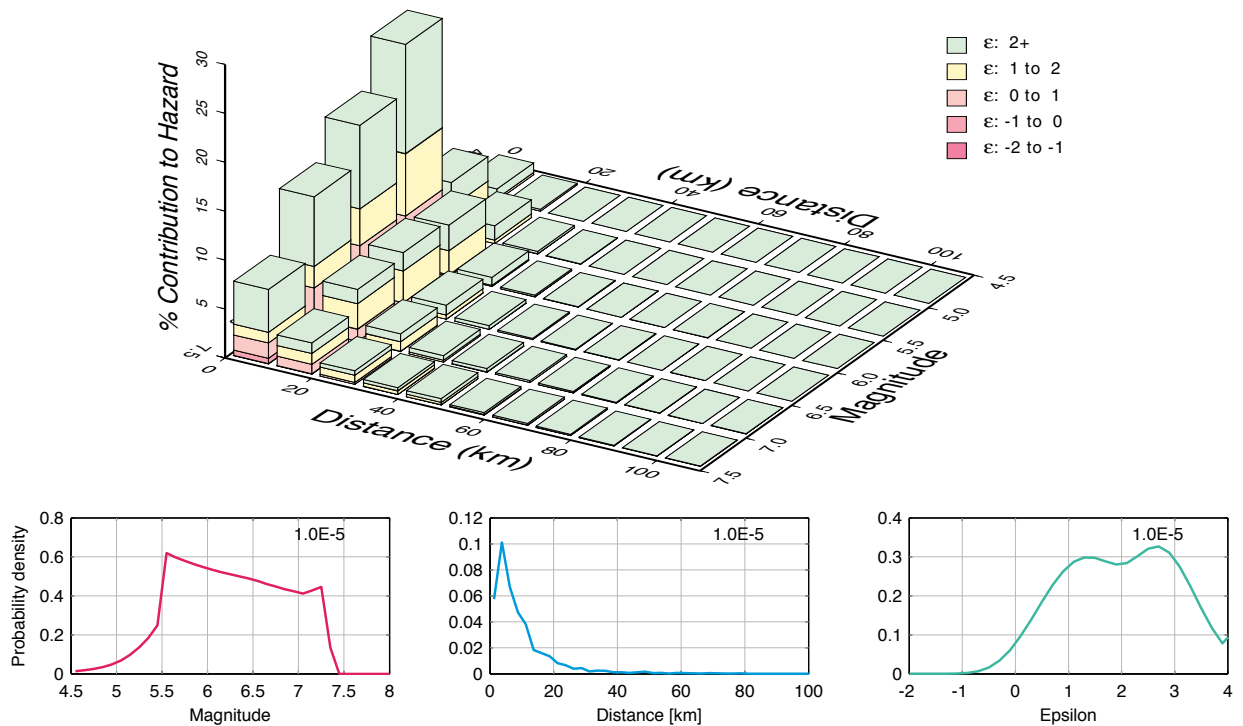 % Contribution to Hazard
30
25
20
15
10
5
ε: 2+
ε: 1 to 2
ε: 0 to 1
ε: -1 to 0
ε: -2 to -1
0
20
40
60
80
100
Distance (km)
4.5
5.0
5.5
6.0
6.5
7.0
7.5
Magnitude
7.5
0
20
40
60
80
100
Distance (km)
Probability density
0.8
0.6
0.4
0.2
0
1.0E-5
4.5 5 5.5 6 6.5 7 7.5 8
Magnitude
0.12
0.1
0.08
0.06
0.04
0.02
0
1.0E-5
0 20 40 60 80 100
Distance [km]
0.4
0.3
0.2
0.1
0
1.0E-5
-2 -1 0 1 2 3 4
Epsilon